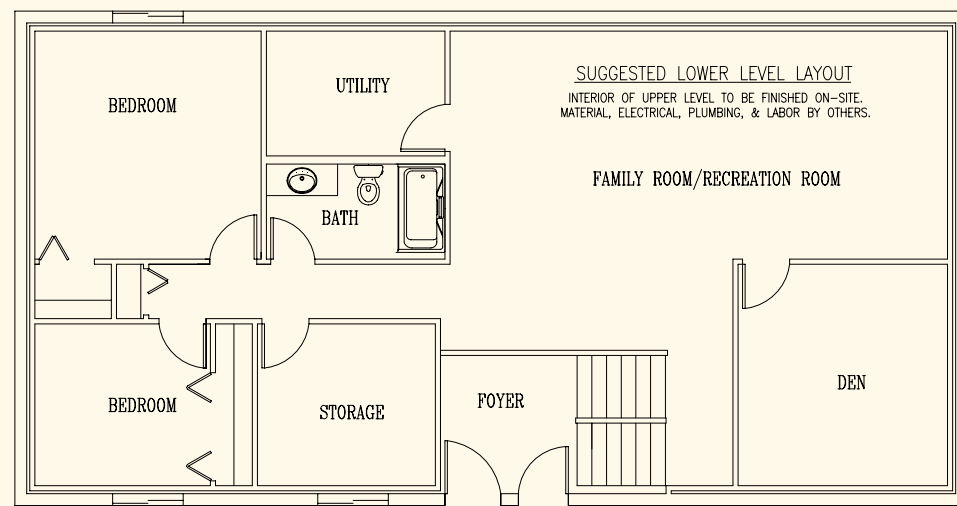 SUGGESTED LOWER LEVEL LAYOUT
INTERIOR OF UPPER LEVEL TO BE FINISHED ON-SITE.
MATERIAL, ELECTRICAL, PLUMBING, & LABOR BY OTHERS.
BEDROOM
UTILITY
FAMILY ROOM/RECREATION ROOM
BATH
BEDROOM
STORAGE
FOYER
DEN